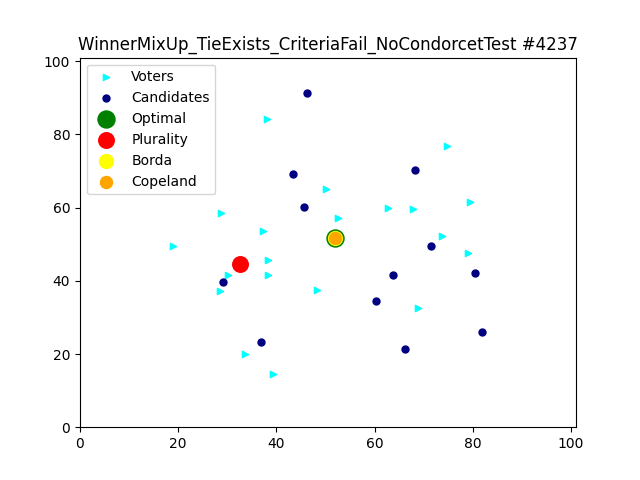 WinnerMixUp_TieExists_CriteriaFail_NoCondorcetTest #4237
Voters
Candidates
Optimal
Plurality
Borda
Copeland
100
80
60
40
20
0
0 20 40 60 80 100